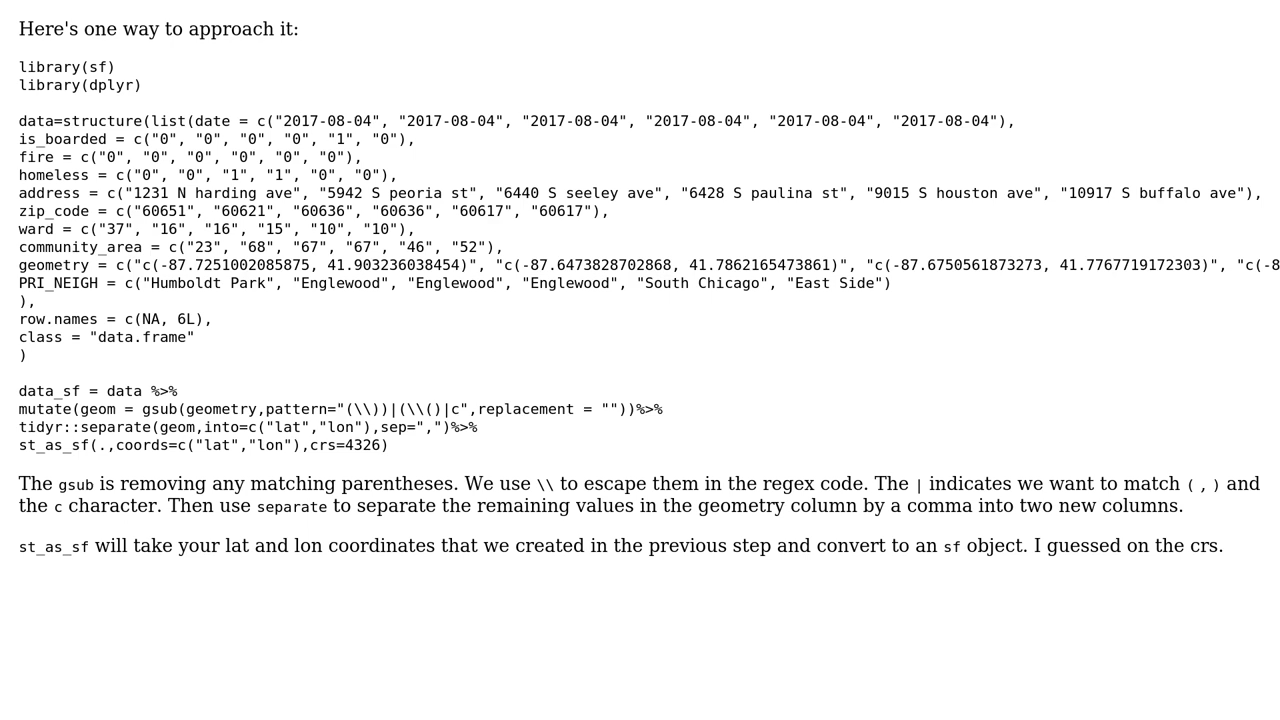 Here's one way to approach it:
library(sf)
library(dplyr)
data=structure(list(date = c("2017-08-04", "2017-08-04", "2017-08-04", "2017-08-04", "2017-08-04", "2017-08-04"),
is_boarded = c("0", "0", "0", "0", "1", "0"),
fire = c("0", "0", "0", "0", "0", "0"),
homeless = c("0", "0", "1", "1", "0", "0"),
address = c("1231 N harding ave", "5942 S peoria st", "6440 S seeley ave", "6428 S paulina st", "9015 S houston ave", "10917 S buffalo ave"),
zip_code = c("60651", "60621", "60636", "60636", "60617", "60617"),
ward = c("37", "16", "16", "15", "10", "10"),
community_area = c("23", "68", "67", "67", "46", "52"),
geometry = c("c(-87.7251002085875, 41.903236038454)", "c(-87.6473828702868, 41.7862165473861)", "c(-87.6750561873273, 41.7767719172303)", "c(-8
PRI_NEIGH = c("Humboldt Park", "Englewood", "Englewood", "Englewood", "South Chicago", "East Side")
),
row.names = c(NA, 6L),
class = "data.frame"
)
data_sf = data %>%
mutate(geom = gsub(geometry,pattern="(\\))|(\\()|c",replacement = ""))%>%
tidyr::separate(geom,into=c("lat","lon"),sep=",")%>%
st_as_sf(.,coords=c("lat","lon"),crs=4326)
The gsub is removing any matching parentheses. We use \\ to escape them in the regex code. The | indicates we want to match ( , ) and
the c character. Then use separate to separate the remaining values in the geometry column by a comma into two new columns.
st_as_sf will take your lat and lon coordinates that we created in the previous step and convert to an sf object. I guessed on the crs.